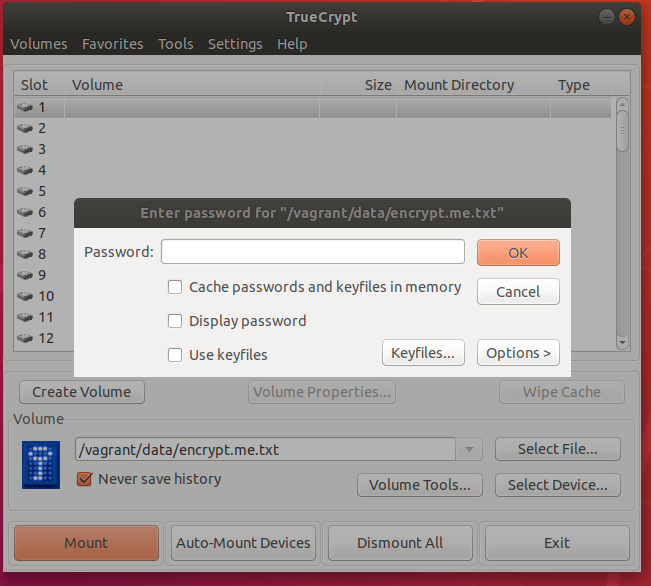 TrueCrypt
Volumes Favorites Tools Settings Help
Slot Volume Size Mount Directory Type
1
2
3
4
5
6
7
8
9
10
11
12
Enter password for "/vagrant/data/encrypt.me.txt"
Password: OK
Cache passwords and keyfiles in memory Cancel
Display password
Use keyfiles Keyfiles... Options >
Create Volume Volume Properties... Wipe Cache
Volume
/vagrant/data/encrypt.me.txt Select File...
Never save history Volume Tools... Select Device...
Mount Auto-Mount Devices Dismount All Exit